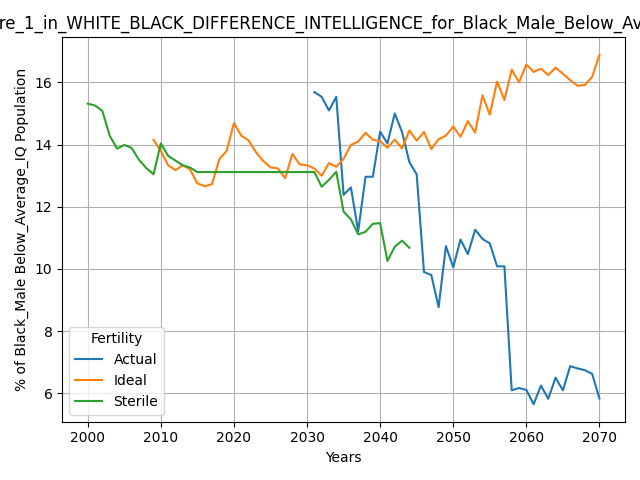 re_1_in_WHITE_BLACK_DIFFERENCE_INTELLIGENCE_for_Black_Male_Below_Av
% of Black_Male Below_Average_IQ Population
16
14
12
10
8
6
Fertility
Actual
Ideal
Sterile
2000 2010 2020 2030 2040 2050 2060 2070
Years